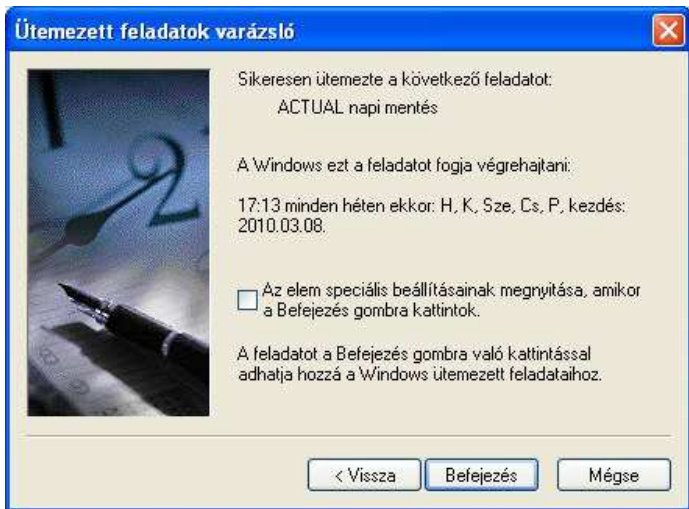 Ütemezett feladatok varázsló
Sikeresen ütemezte a következő feladatot:
ACTUAL napi mentés
A Windows ezt a feladatot fogja végrehajtani:
17:13 minden héten ekkor: H, K, Sze, Cs, P, kezdés:
2010.03.08.
Az elem speciális beállításainak megnyitása, amikor
a Befejezés gombra kattintok.
A feladatot a Befejezés gombra való kattintással
adhatja hozzá a Windows ütemezett feladataihoz.
< Vissza
Befejezés
Mégse